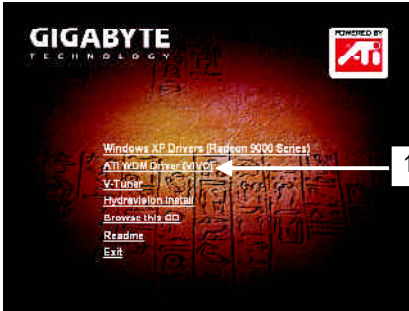 GIGABYTE
TECHNOLOGY
POWERED BY
ATi
Windows XP Drivers (Radeon 9000 Series)
ATI WDM Driver (VIVO)
1
V-Tuner
Hydravision Install
Browse this CD
Readme
Exit